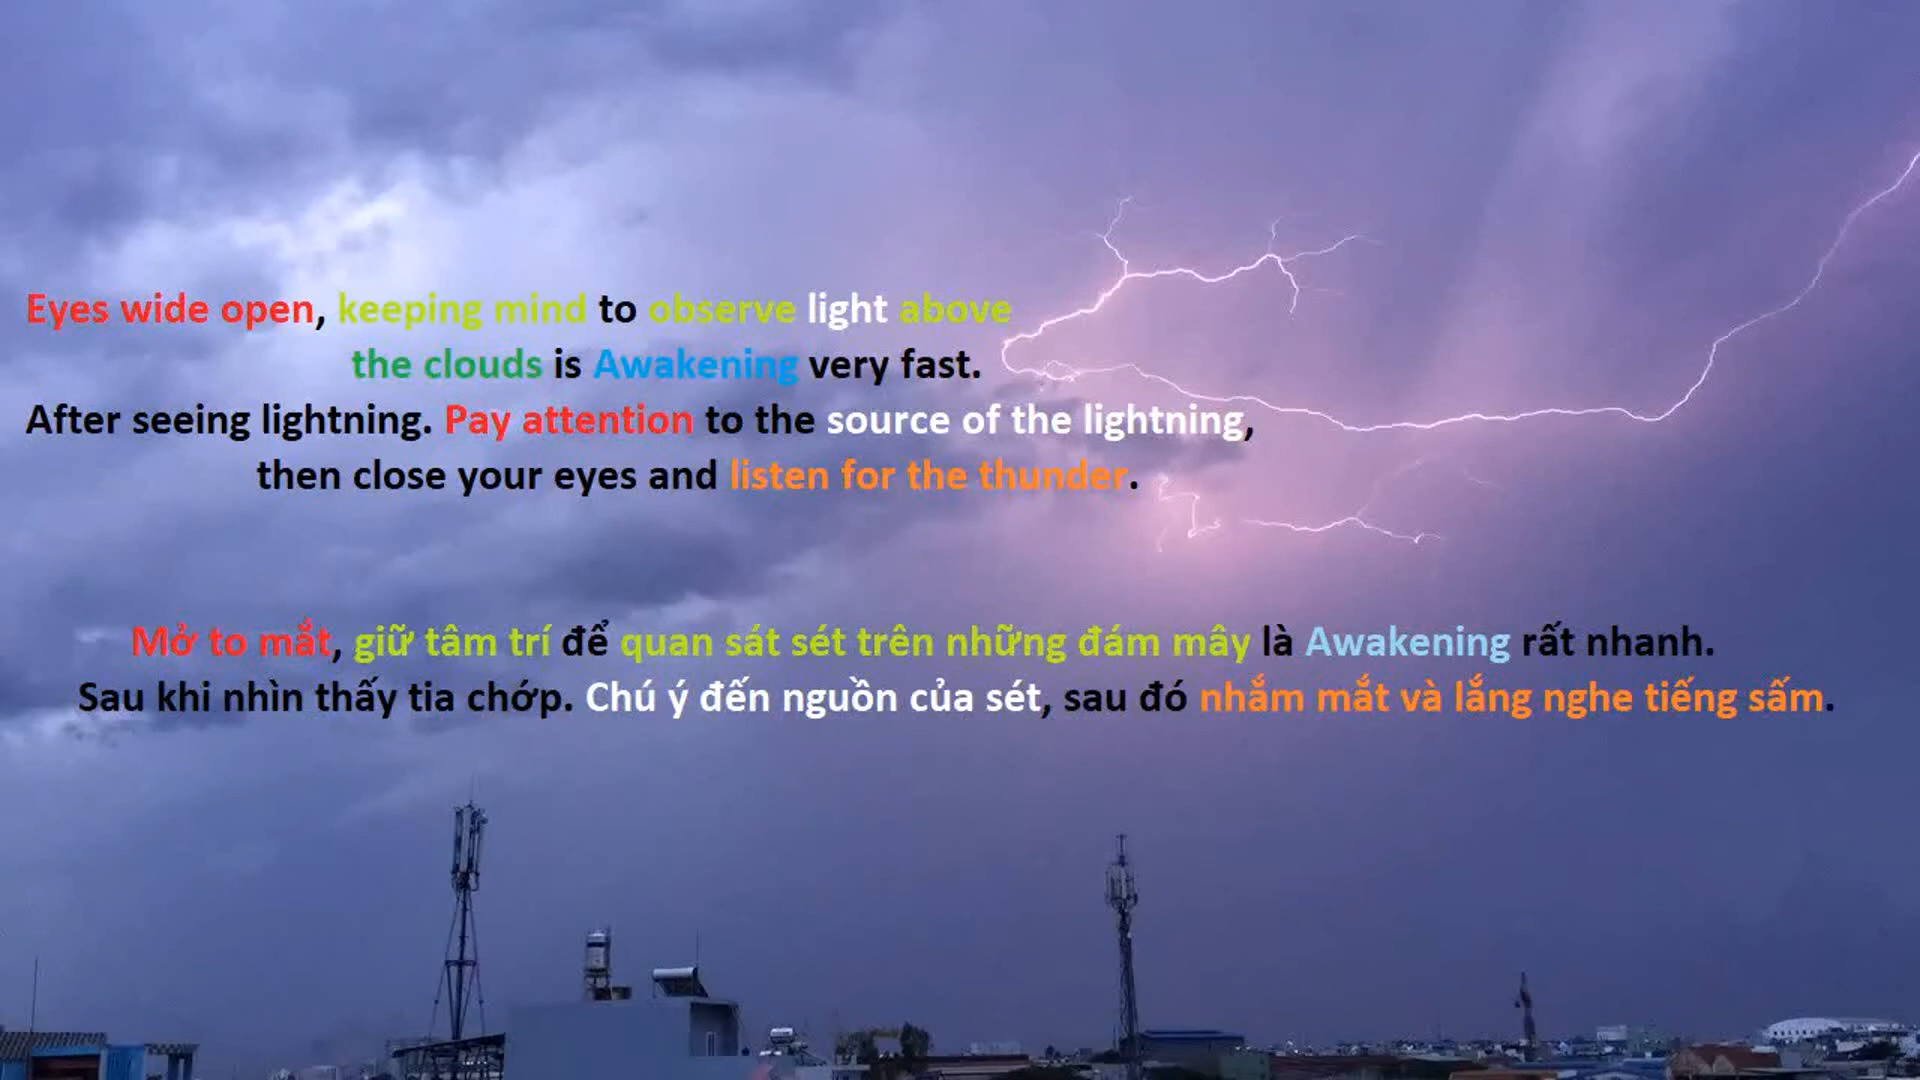 Eyes wide open, keeping mind to observe light above
the clouds is Awakening very fast.
After seeing lightning. Pay attention to the source of the lightning,
then close your eyes and listen for the thunder.
Mở to mắt, giữ tâm trí để quan sát sét trên những đám mây là Awakening rất nhanh.
Sau khi nhìn thấy tia chớp. Chú ý đến nguồn của sét, sau đó nhắm mắt và lắng nghe tiếng sấm.